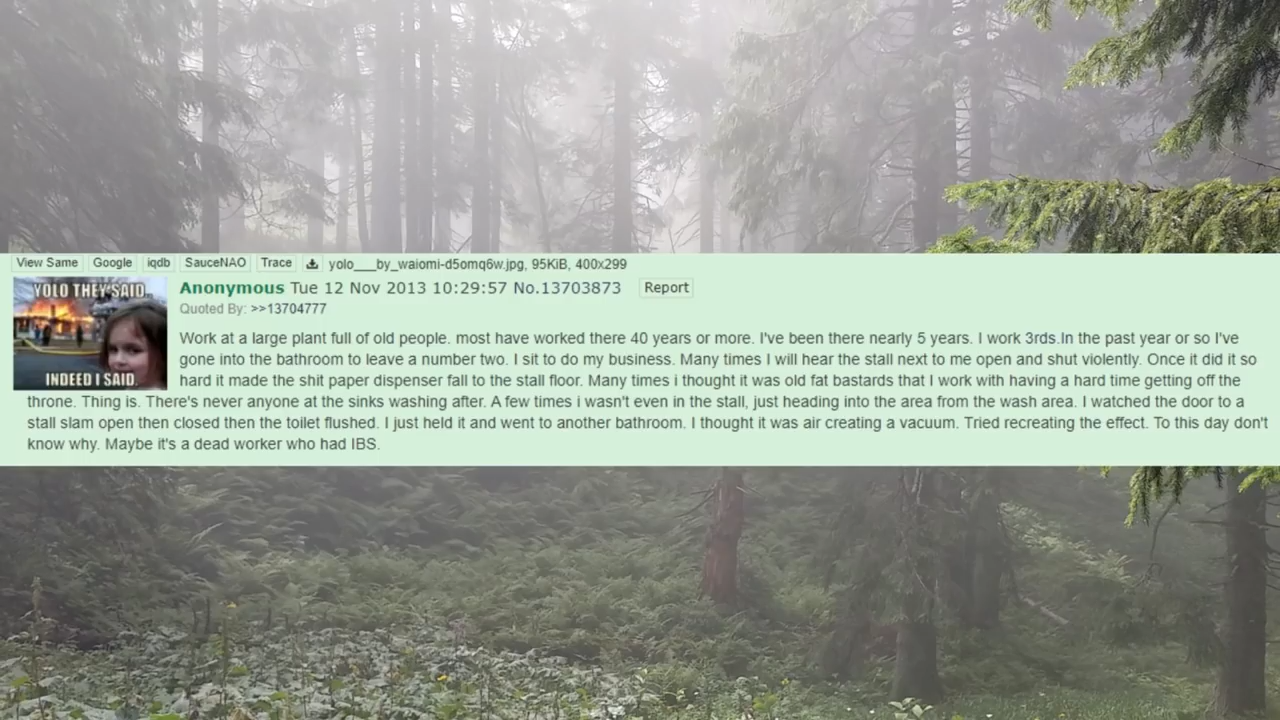 View Same Google iqdb SauceNAO Trace yolo___by_waiomi-d5omq6w.jpg, 95KiB, 400x299
YOLO THEY SAID.
INDEED I SAID.
Anonymous Tue 12 Nov 2013 10:29:57 No.13703873 Report
Quoted By: >>13704777
Work at a large plant full of old people. most have worked there 40 years or more. I've been there nearly 5 years. I work 3rds.In the past year or so I've
gone into the bathroom to leave a number two. I sit to do my business. Many times I will hear the stall next to me open and shut violently. Once it did it so
hard it made the shit paper dispenser fall to the stall floor. Many times i thought it was old fat bastards that I work with having a hard time getting off the
throne. Thing is. There's never anyone at the sinks washing after. A few times i wasn't even in the stall, just heading into the area from the wash area. I watched the door to a
stall slam open then closed then the toilet flushed. I just held it and went to another bathroom. I thought it was air creating a vacuum. Tried recreating the effect. To this day don't
know why. Maybe it's a dead worker who had IBS.